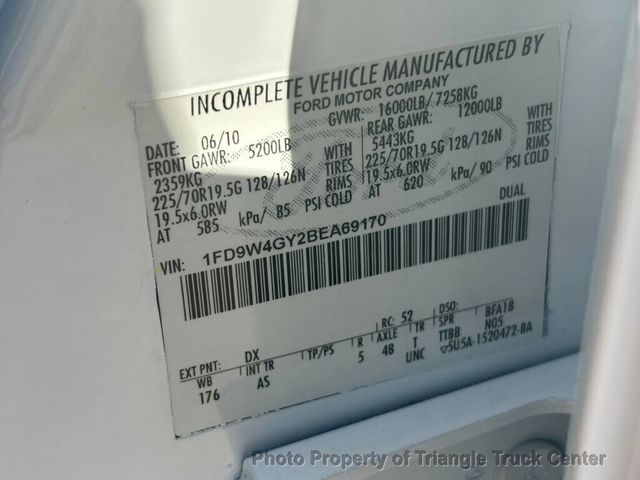 INCOMPLETE VEHICLE MANUFACTURED BY
FORD MOTOR COMPANY
DATE: 06/10 GVWR: 16000LB/ 7258KG
FRONT GAWR: 5200LB REAR GAWR: 12000LB
2359KG WITH 5443KG WITH
225/70R19.5G 128/126N TIRES 225/70R19.5G 128/126N TIRES
19.5x6.0RW RIMS 19.5x6.0RW RIMS
AT 585 kPa/ 85 PSI COLD AT 620 kPa/ 90 PSI COLD
DUAL
VIN: 1FD9W4GY2BEA69170
EXT PNT: DX RC: 52 DSO:
WB INT TR TP/PS R AXLE TR SPR BFA18
176 AS 5 48 T TTBB N05
UNC ▽5U5A-1520472-BA
Photo Property of Triangle Truck Center